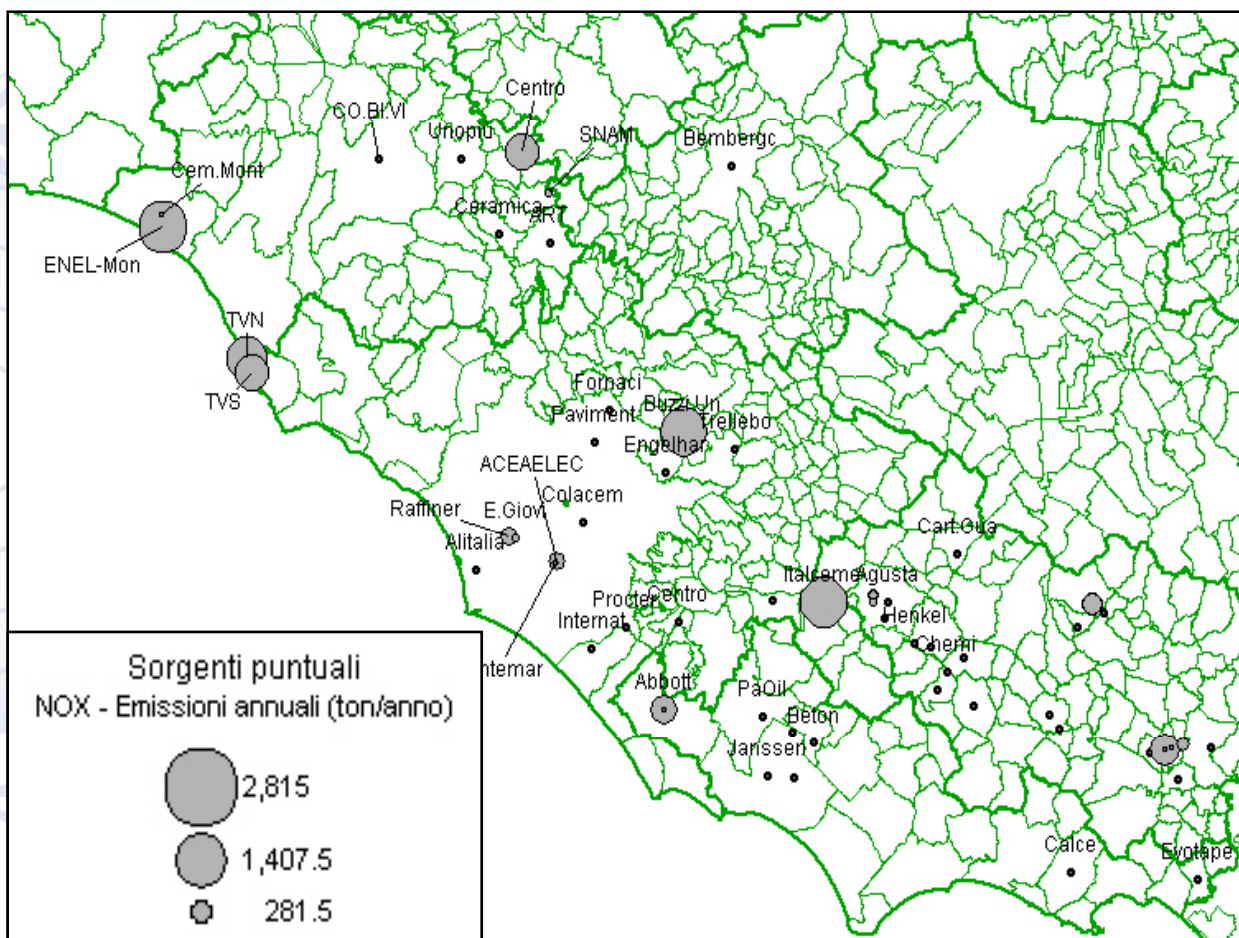 Centro
CO.BI.VI
Unopiu
SNAM
Bembergc
Cem.Mont
Ceramica
ART
ENEL-Mon
TVN
TVS
Fornaci
Buzzi Un
Paviment
Trellebo
Engelhar
ACEAELEC
Colacem
Raffiner
E.Giov
Alitalia
Cart.Gua
Italceme
Agusta
Procter
Centro
Henkel
Internat
Chemi
Abbott
PaOil
Beton
Janssen
Calce
Evotape
Sorgenti puntuali
NOX - Emissioni annuali (ton/anno)
2,815
1,407.5
281.5